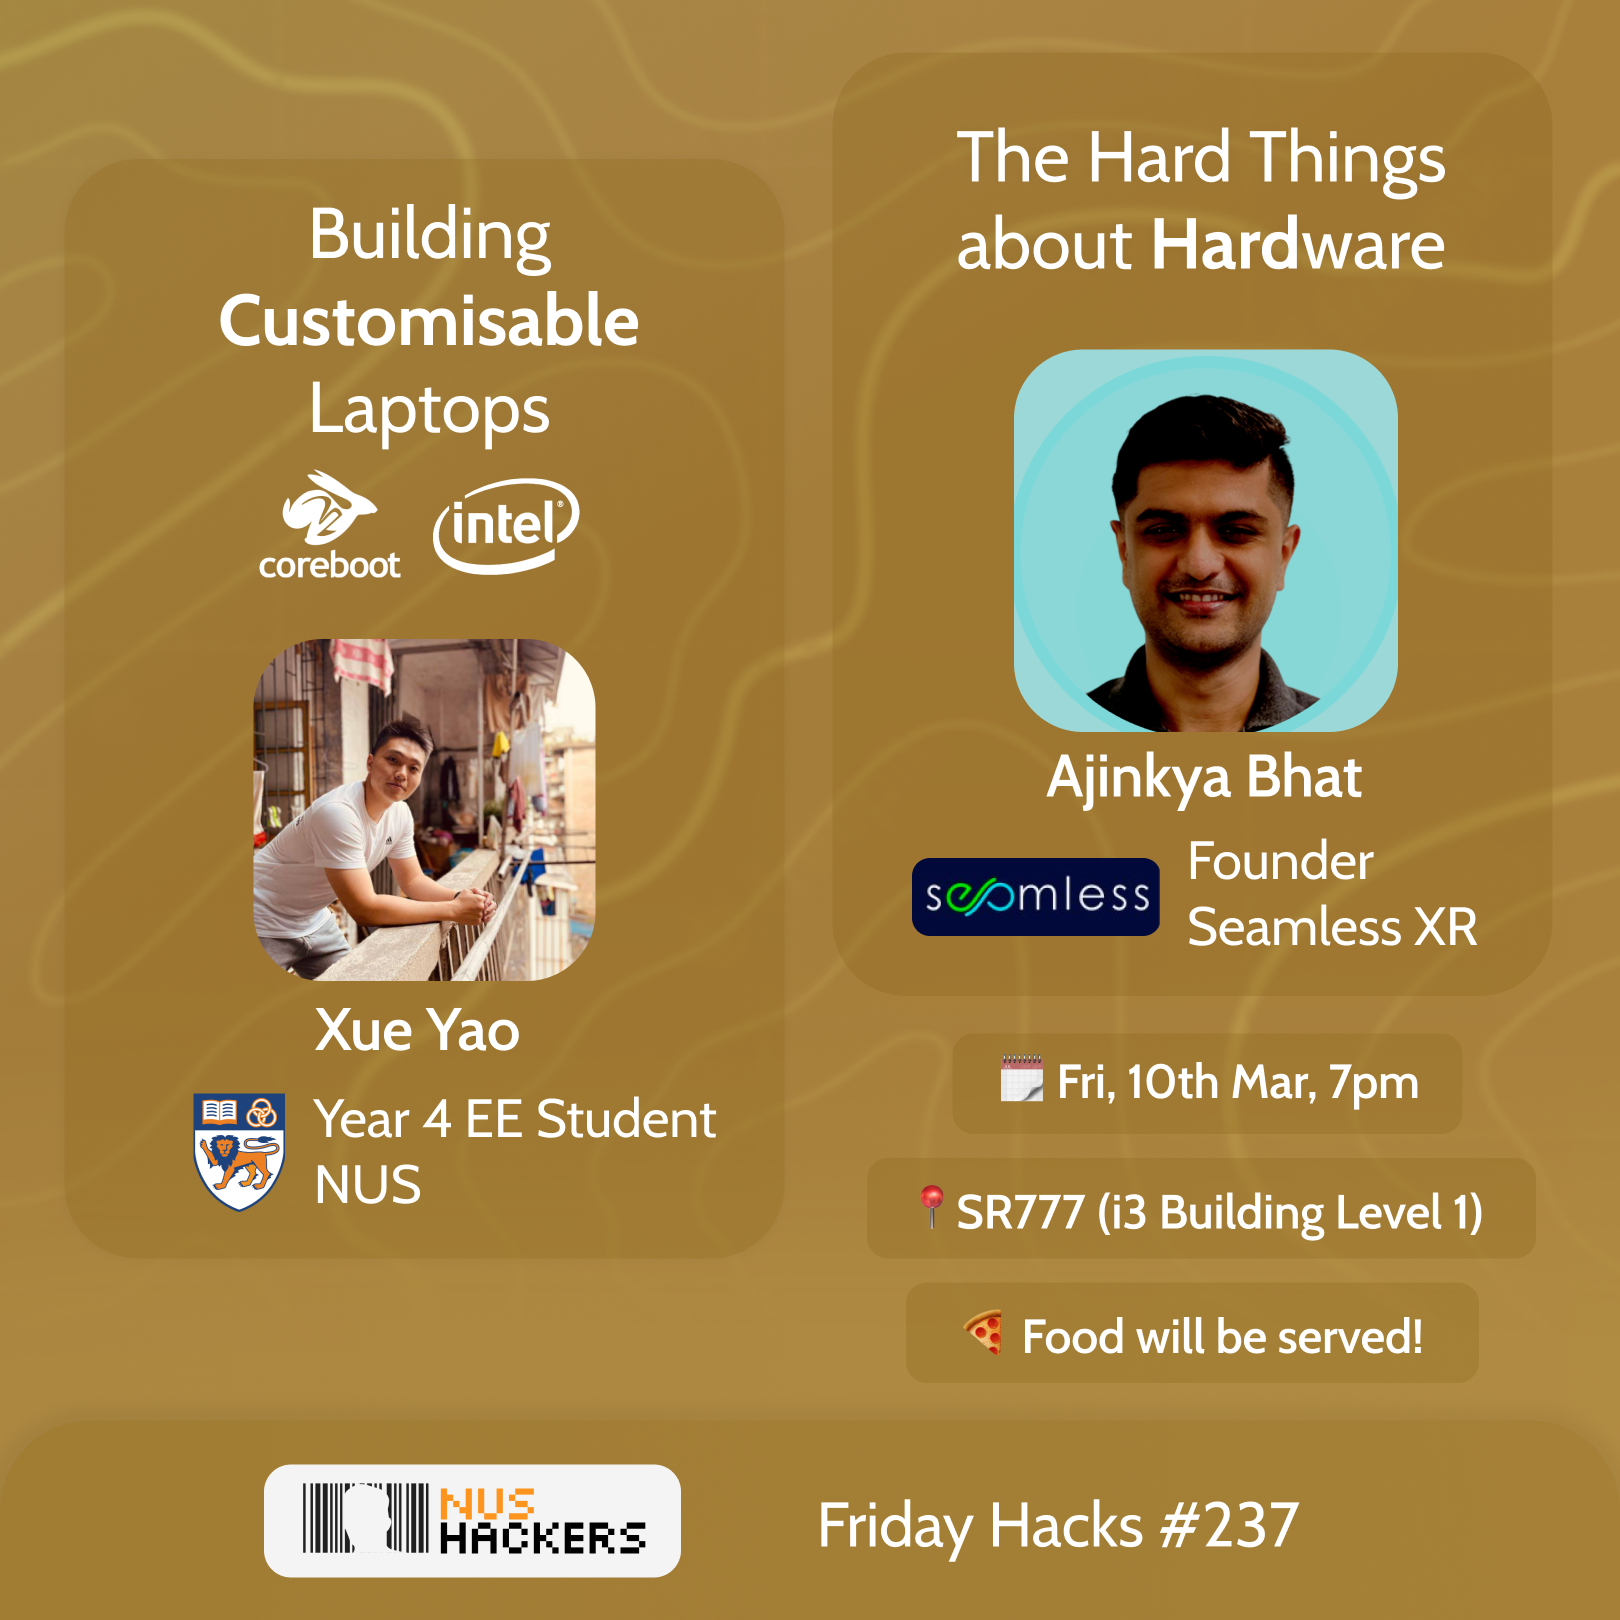 Building
Customisable
Laptops
coreboot
intel®
Xue Yao
Year 4 EE Student
NUS
The Hard Things
about Hardware
Ajinkya Bhat
seamless
Founder
Seamless XR
Fri, 10th Mar, 7pm
SR777 (i3 Building Level 1)
Food will be served!
NUS
HACKERS
Friday Hacks #237